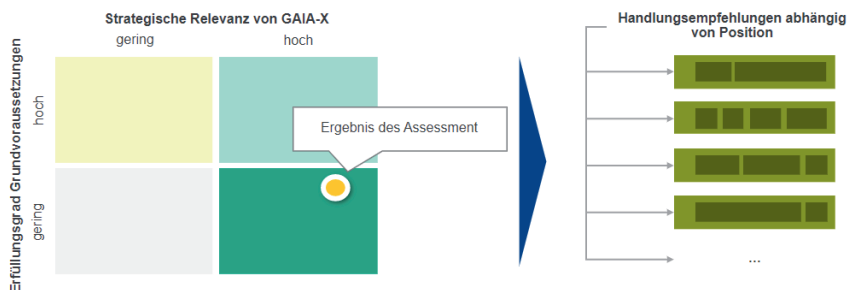 Strategische Relevanz von GAIA-X
gering
hoch
Erfüllungsgrad Grundvoraussetzungen
hoch
gering
Ergebnis des Assessment
Handlungsempfehlungen abhängig
von Position
...